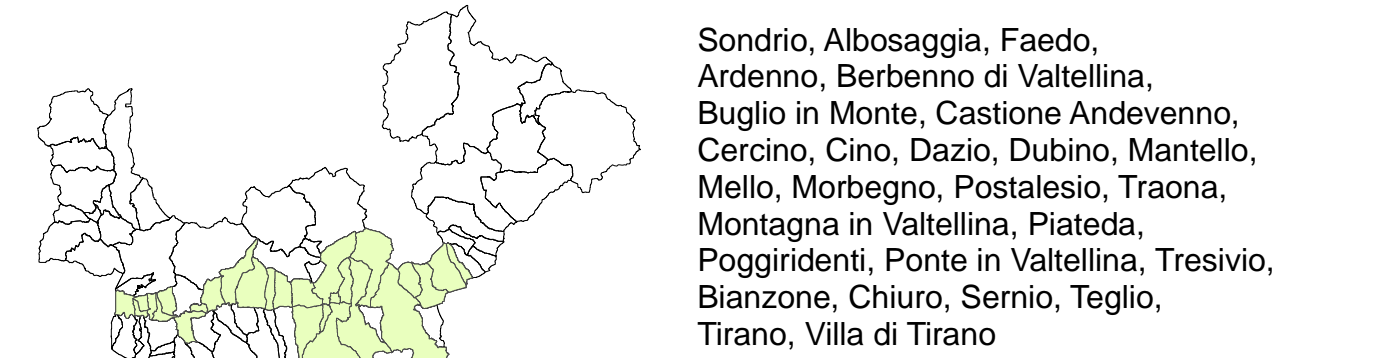 Sondrio, Albosaggia, Faedo,
Ardenno, Berbenno di Valtellina,
Buglio in Monte, Castione Andevenno,
Cercino, Cino, Dazio, Dubino, Mantello,
Mello, Morbegno, Postalesio, Traona,
Montagna in Valtellina, Piateda,
Poggiridenti, Ponte in Valtellina, Tresivio,
Bianzone, Chiuro, Sernio, Teglio,
Tirano, Villa di Tirano